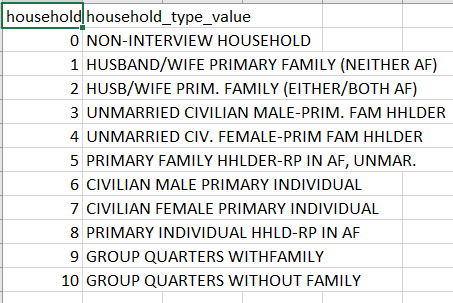 household household_type_value
0 NON-INTERVIEW HOUSEHOLD
1 HUSBAND/WIFE PRIMARY FAMILY (NEITHER AF)
2 HUSB/WIFE PRIM. FAMILY (EITHER/BOTH AF)
3 UNMARRIED CIVILIAN MALE-PRIM. FAM HHLDER
4 UNMARRIED CIV. FEMALE-PRIM FAM HHLDER
5 PRIMARY FAMILY HHLDER-RP IN AF, UNMAR.
6 CIVILIAN MALE PRIMARY INDIVIDUAL
7 CIVILIAN FEMALE PRIMARY INDIVIDUAL
8 PRIMARY INDIVIDUAL HHLD-RP IN AF
9 GROUP QUARTERS WITHFAMILY
10 GROUP QUARTERS WITHOUT FAMILY